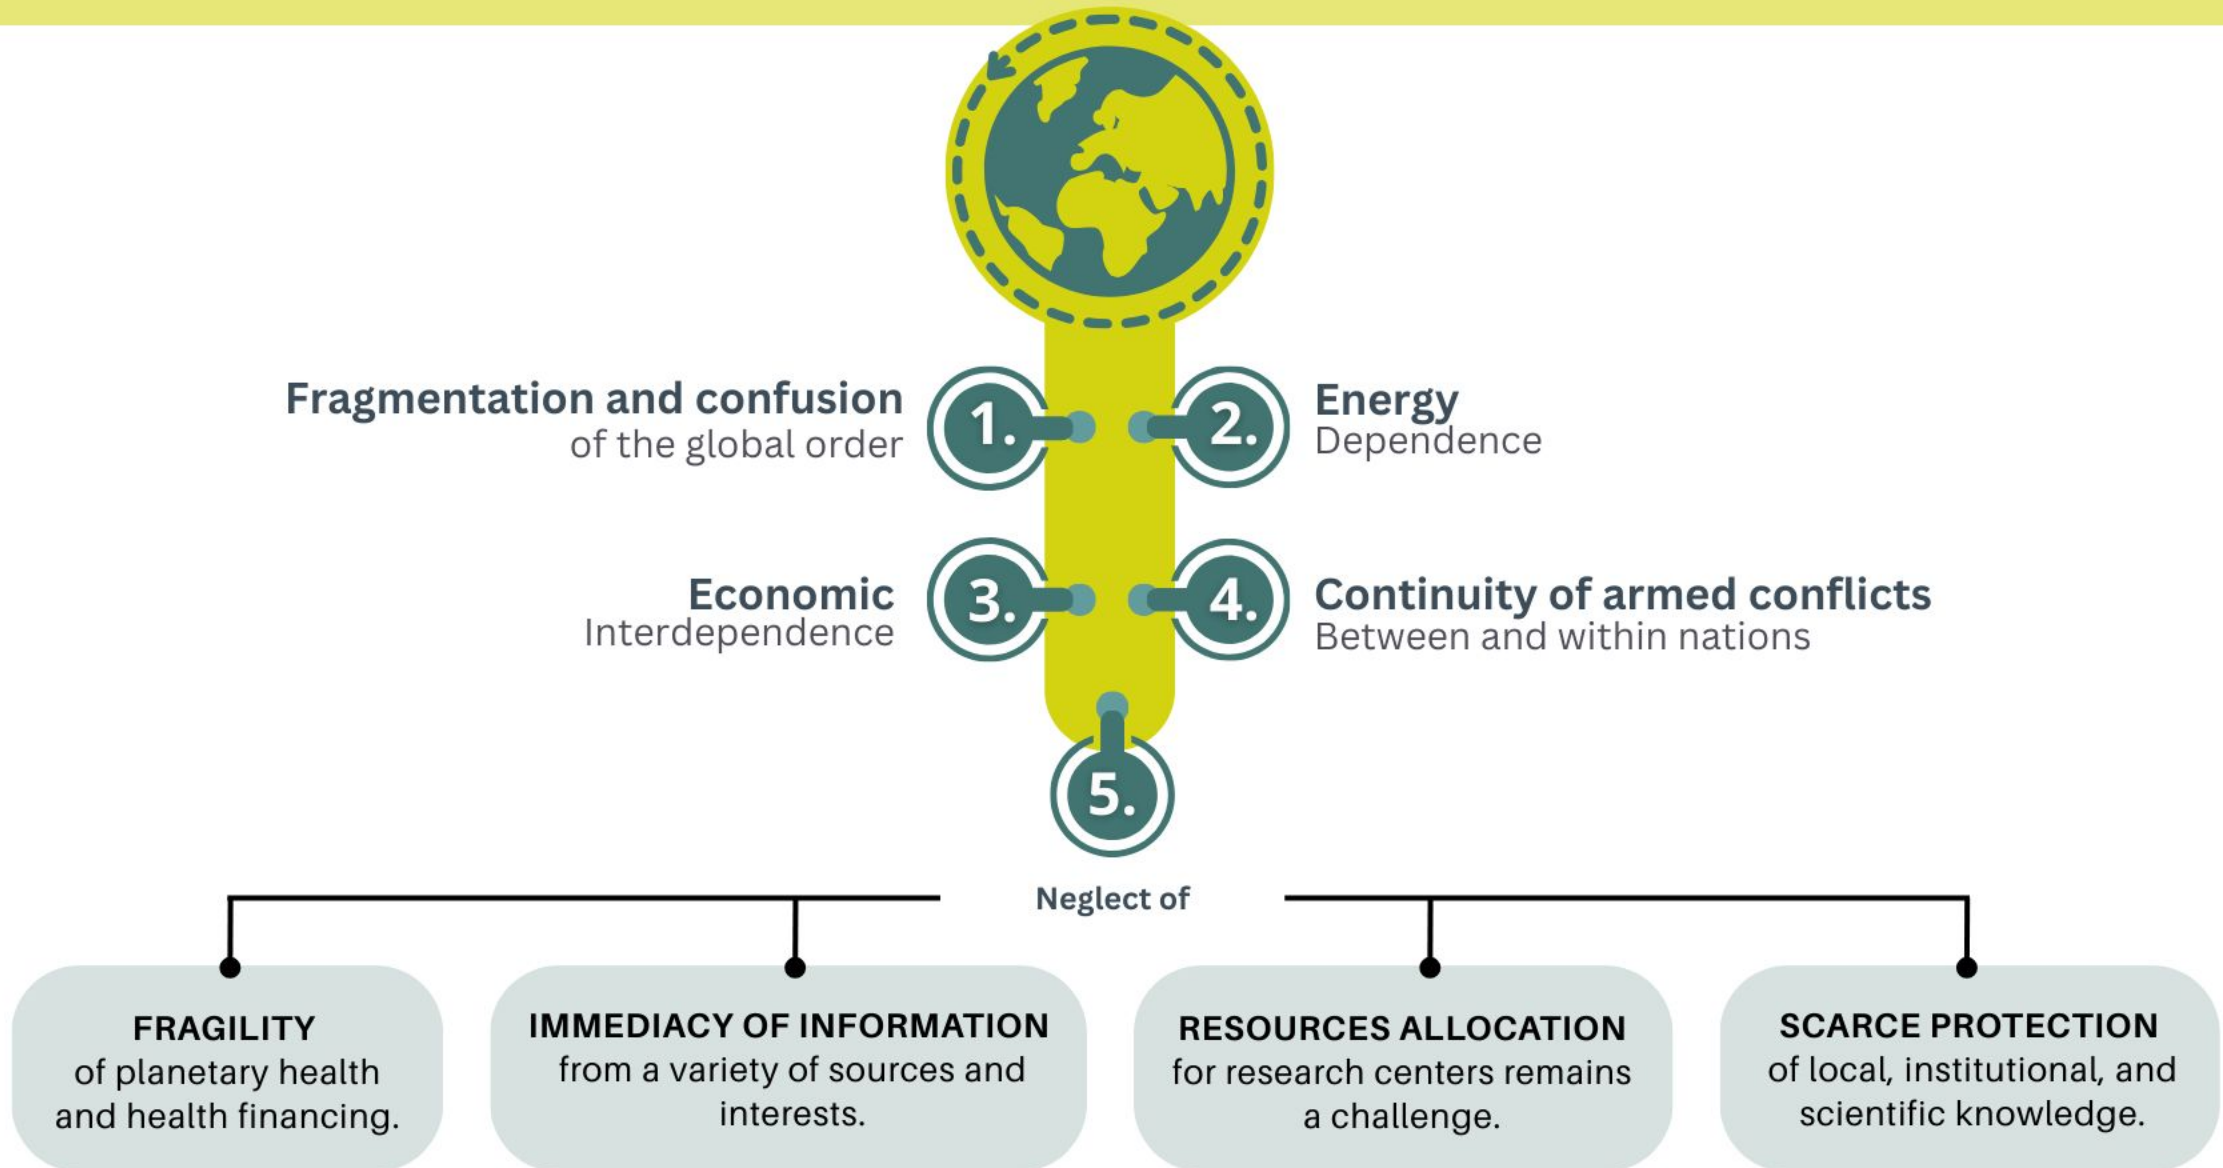 1.
Fragmentation and confusion
of the global order
2.
Energy
Dependence
3.
Economic
Interdependence
4.
Continuity of armed conflicts
Between and within nations
5.
Neglect of
FRAGILITY
of planetary health
and health financing.
IMMEDIACY OF INFORMATION
from a variety of sources and
interests.
RESOURCES ALLOCATION
for research centers remains
a challenge.
SCARCE PROTECTION
of local, institutional, and
scientific knowledge.